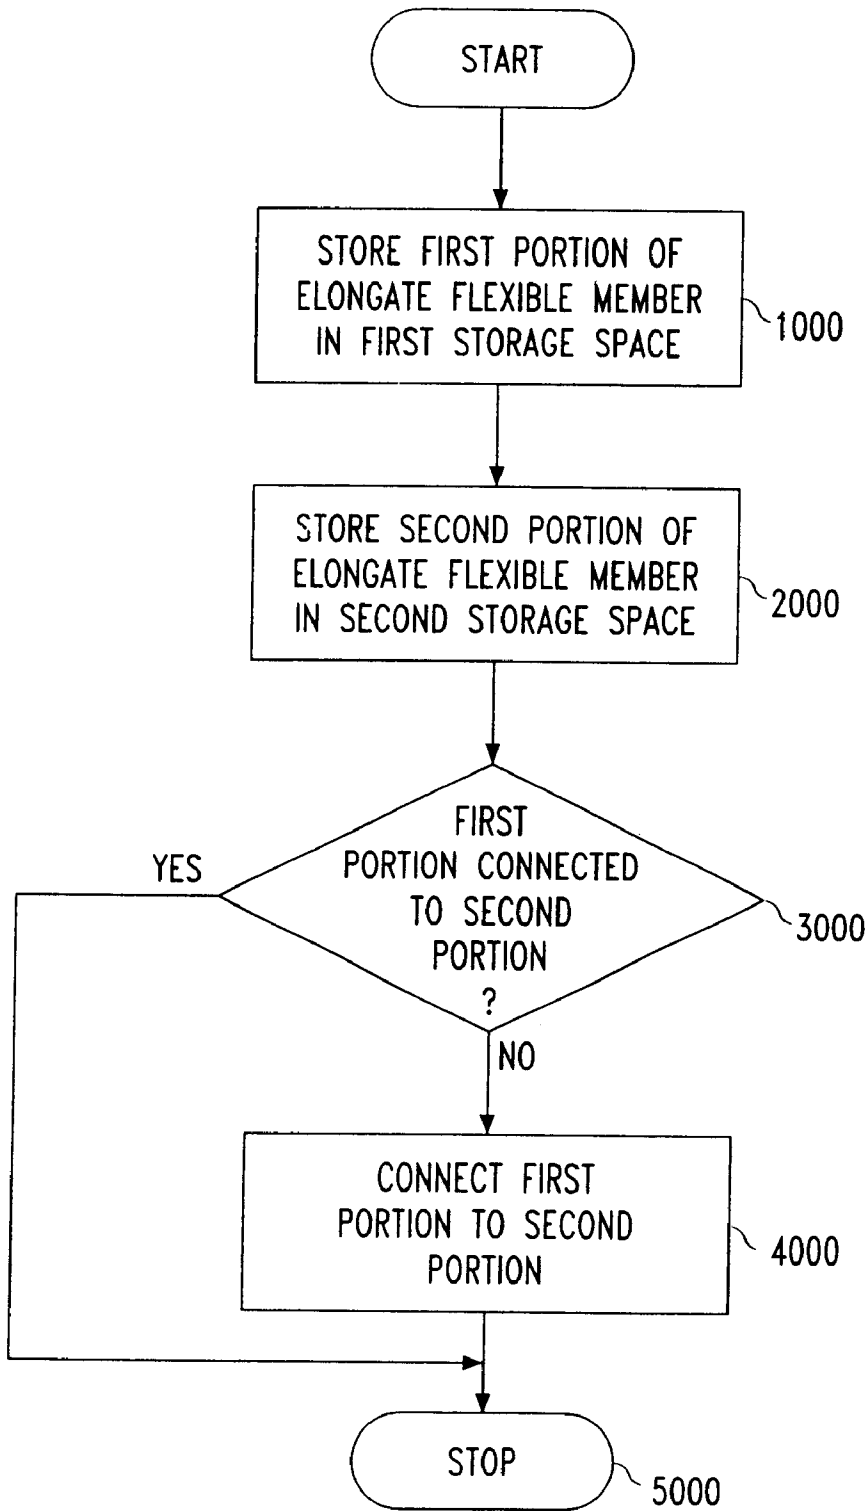 START
STORE FIRST PORTION OF
ELONGATE FLEXIBLE MEMBER
IN FIRST STORAGE SPACE
1000
STORE SECOND PORTION OF
ELONGATE FLEXIBLE MEMBER
IN SECOND STORAGE SPACE
2000
FIRST
PORTION CONNECTED
TO SECOND
PORTION
?
YES
3000
NO
CONNECT FIRST
PORTION TO SECOND
PORTION
4000
STOP
5000